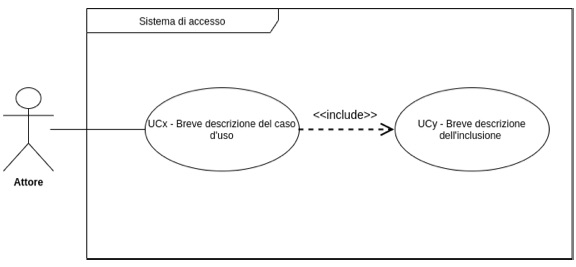 Sistema di accesso
<<include>>
UCx - Breve descrizione del caso
d'uso
UCy - Breve descrizione
dell'inclusione
Attore